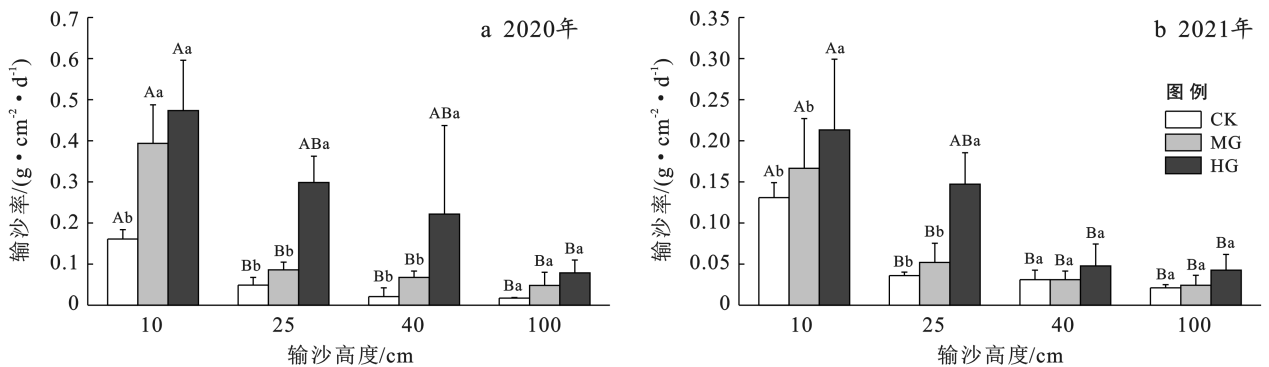 a 2020年
输沙率/(g·cm⁻²·d⁻¹)
0.7
0.6
0.5
0.4
0.3
0.2
0.1
0
Ab Aa Aa
Bb Bb ABa
Bb Bb ABa
Ba Ba Ba
10 25 40 100
输沙高度/cm
b 2021年
输沙率/(g·cm⁻²·d⁻¹)
0.35
0.30
0.25
0.20
0.15
0.10
0.05
0
Ab Ab Aa
Bb Bb ABa
Ba Ba Ba
Ba Ba Ba
图例
CK
MG
HG
10 25 40 100
输沙高度/cm